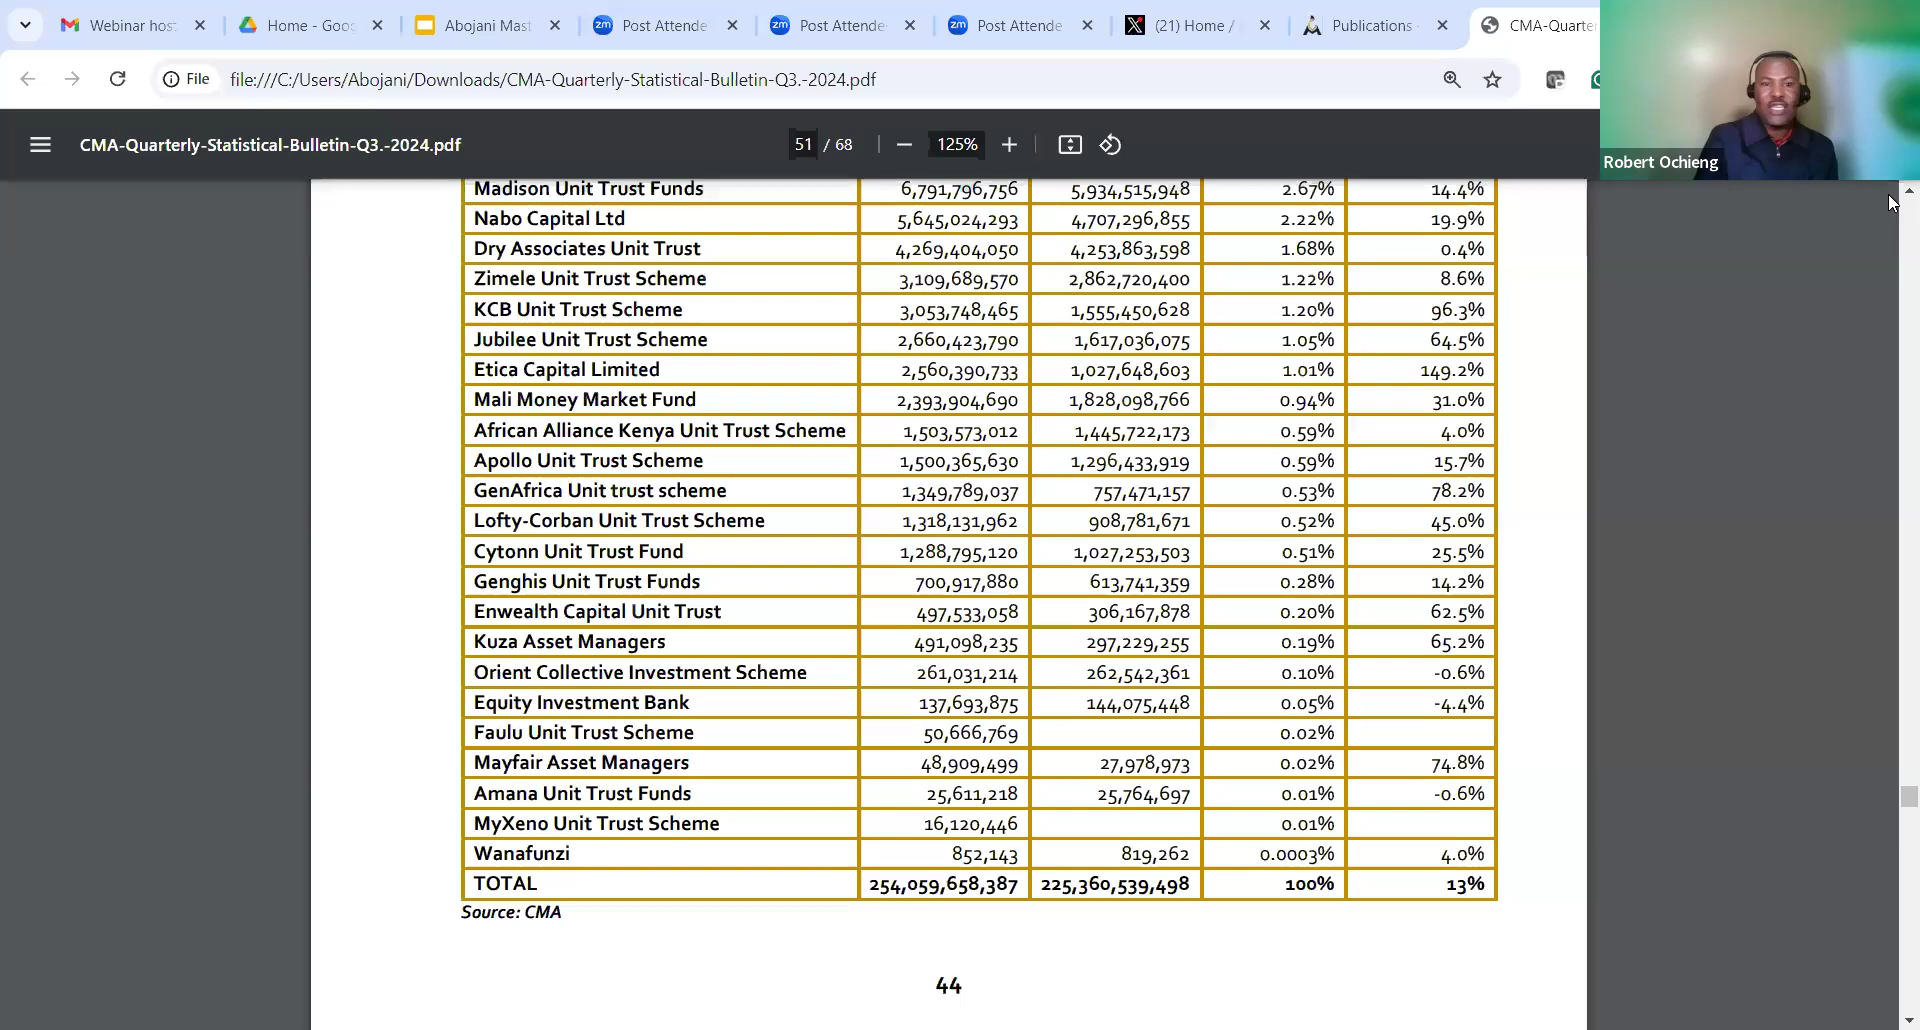 Webinar hos
Home - Goo
Abojani Mast
Post Attende
Post Attende
Post Attende
(21) Home /
Publications
CMA-Quarte
File
file:///C:/Users/Abojani/Downloads/CMA-Quarterly-Statistical-Bulletin-Q3.-2024.pdf
CMA-Quarterly-Statistical-Bulletin-Q3.-2024.pdf
51 / 68
125%
Robert Ochieng
Madison Unit Trust Funds 6,791,796,756 5,934,515,948 2.67% 14.4%
Nabo Capital Ltd 5,645,024,293 4,707,296,855 2.22% 19.9%
Dry Associates Unit Trust 4,269,404,050 4,253,863,598 1.68% 0.4%
Zimele Unit Trust Scheme 3,109,689,570 2,862,720,400 1.22% 8.6%
KCB Unit Trust Scheme 3,053,748,465 1,555,450,628 1.20% 96.3%
Jubilee Unit Trust Scheme 2,660,423,790 1,617,036,075 1.05% 64.5%
Etica Capital Limited 2,560,390,733 1,027,648,603 1.01% 149.2%
Mali Money Market Fund 2,393,904,690 1,828,098,766 0.94% 31.0%
African Alliance Kenya Unit Trust Scheme 1,503,573,012 1,445,722,173 0.59% 4.0%
Apollo Unit Trust Scheme 1,500,365,630 1,296,433,919 0.59% 15.7%
GenAfrica Unit trust scheme 1,349,789,037 757,471,157 0.53% 78.2%
Lofty-Corban Unit Trust Scheme 1,318,131,962 908,781,671 0.52% 45.0%
Cytonn Unit Trust Fund 1,288,795,120 1,027,253,503 0.51% 25.5%
Genghis Unit Trust Funds 700,917,880 613,741,359 0.28% 14.2%
Enwealth Capital Unit Trust 497,533,058 306,167,878 0.20% 62.5%
Kuza Asset Managers 491,098,235 297,229,255 0.19% 65.2%
Orient Collective Investment Scheme 261,031,214 262,542,361 0.10% -0.6%
Equity Investment Bank 137,693,875 144,075,448 0.05% -4.4%
Faulu Unit Trust Scheme 50,666,769 0.02%
Mayfair Asset Managers 48,909,499 27,978,973 0.02% 74.8%
Amana Unit Trust Funds 25,611,218 25,764,697 0.01% -0.6%
MyXeno Unit Trust Scheme 16,120,446 0.01%
Wanafunzi 852,143 819,262 0.0003% 4.0%
TOTAL 254,059,658,387 225,360,539,498 100% 13%
Source: CMA
44